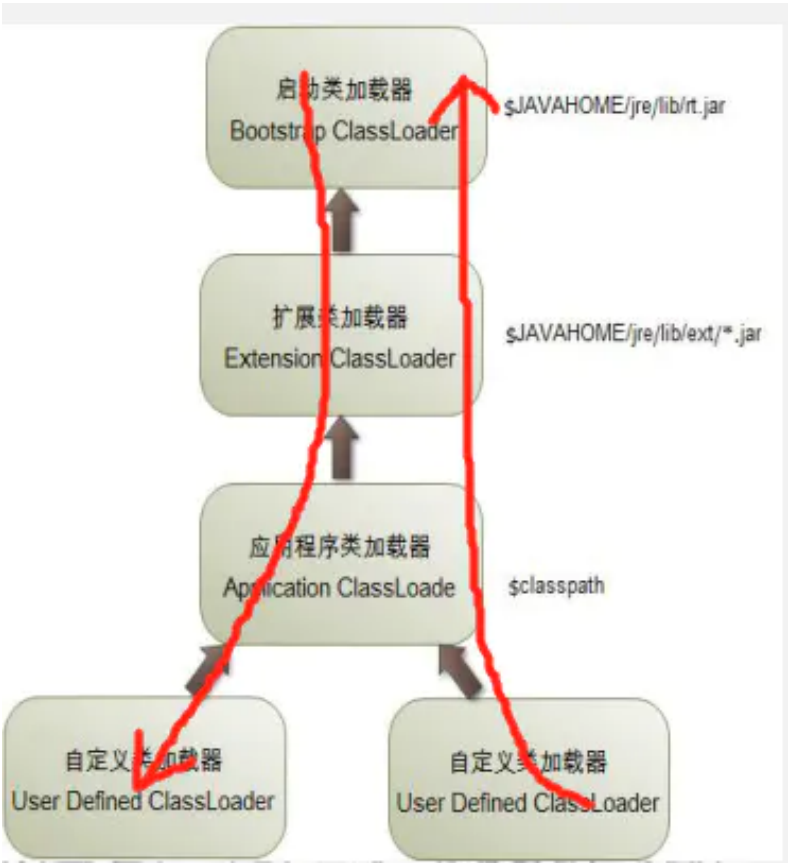 启动类加载器
Bootstrap ClassLoader
$JAVAHOME/jre/lib/rt.jar
扩展类加载器
Extension ClassLoader
$JAVAHOME/jre/lib/ext/*.jar
应用程序类加载器
Application ClassLoade
$classpath
自定义类加载器
User Defined ClassLoader
自定义类加载器
User Defined ClassLoader